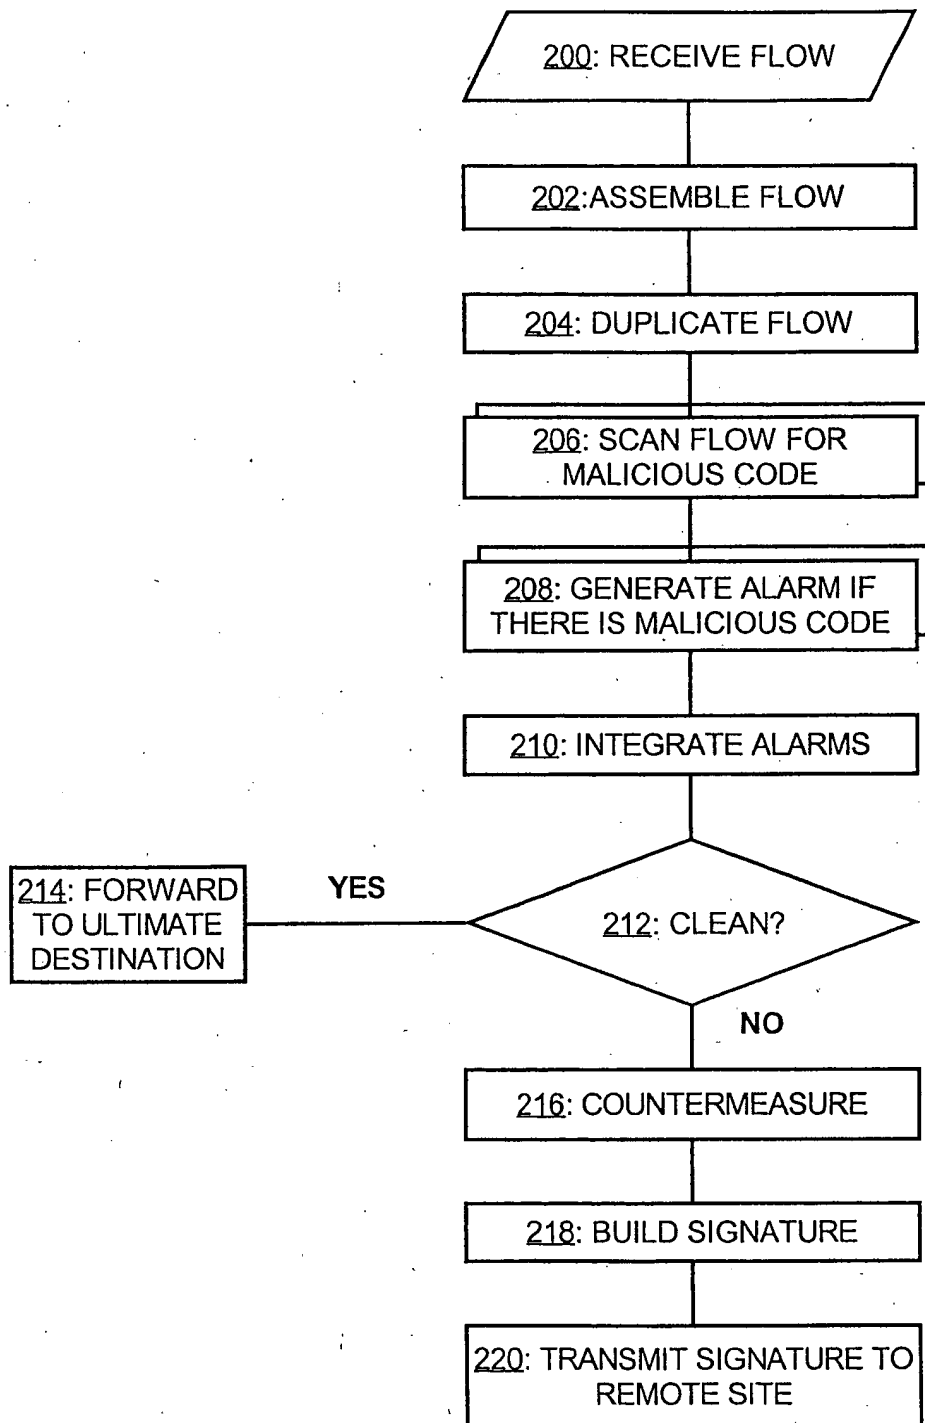 200: RECEIVE FLOW
202:ASSEMBLE FLOW
204: DUPLICATE FLOW
206: SCAN FLOW FOR
MALICIOUS CODE
208: GENERATE ALARM IF
THERE IS MALICIOUS CODE
210: INTEGRATE ALARMS
212: CLEAN?
YES
214: FORWARD
TO ULTIMATE
DESTINATION
NO
216: COUNTERMEASURE
218: BUILD SIGNATURE
220: TRANSMIT SIGNATURE TO
REMOTE SITE